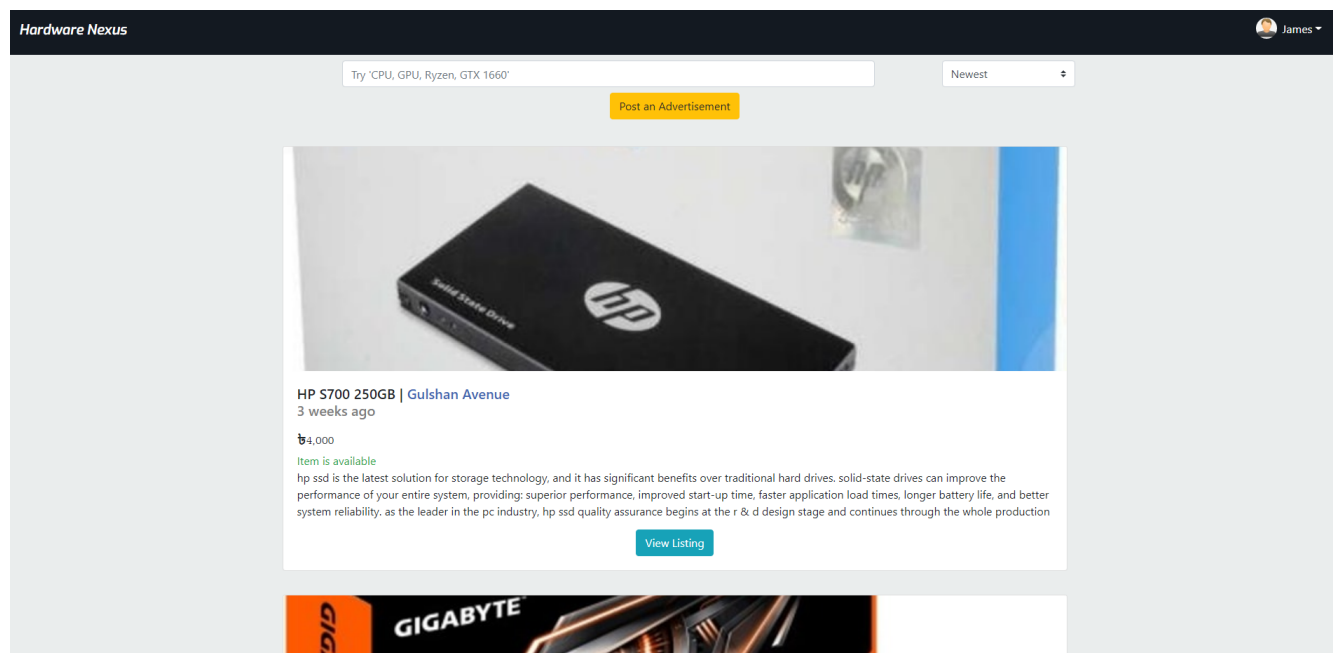 Hardware Nexus
James
Try 'CPU, GPU, Ryzen, GTX 1660'
Newest
Post an Advertisement
hp
Solid State Drive
hp
HP S700 250GB | Gulshan Avenue
3 weeks ago
৳4,000
Item is available
hp ssd is the latest solution for storage technology, and it has significant benefits over traditional hard drives. solid-state drives can improve the
performance of your entire system, providing: superior performance, improved start-up time, faster application load times, longer battery life, and better
system reliability. as the leader in the pc industry, hp ssd quality assurance begins at the r & d design stage and continues through the whole production
View Listing
GIGABYTE